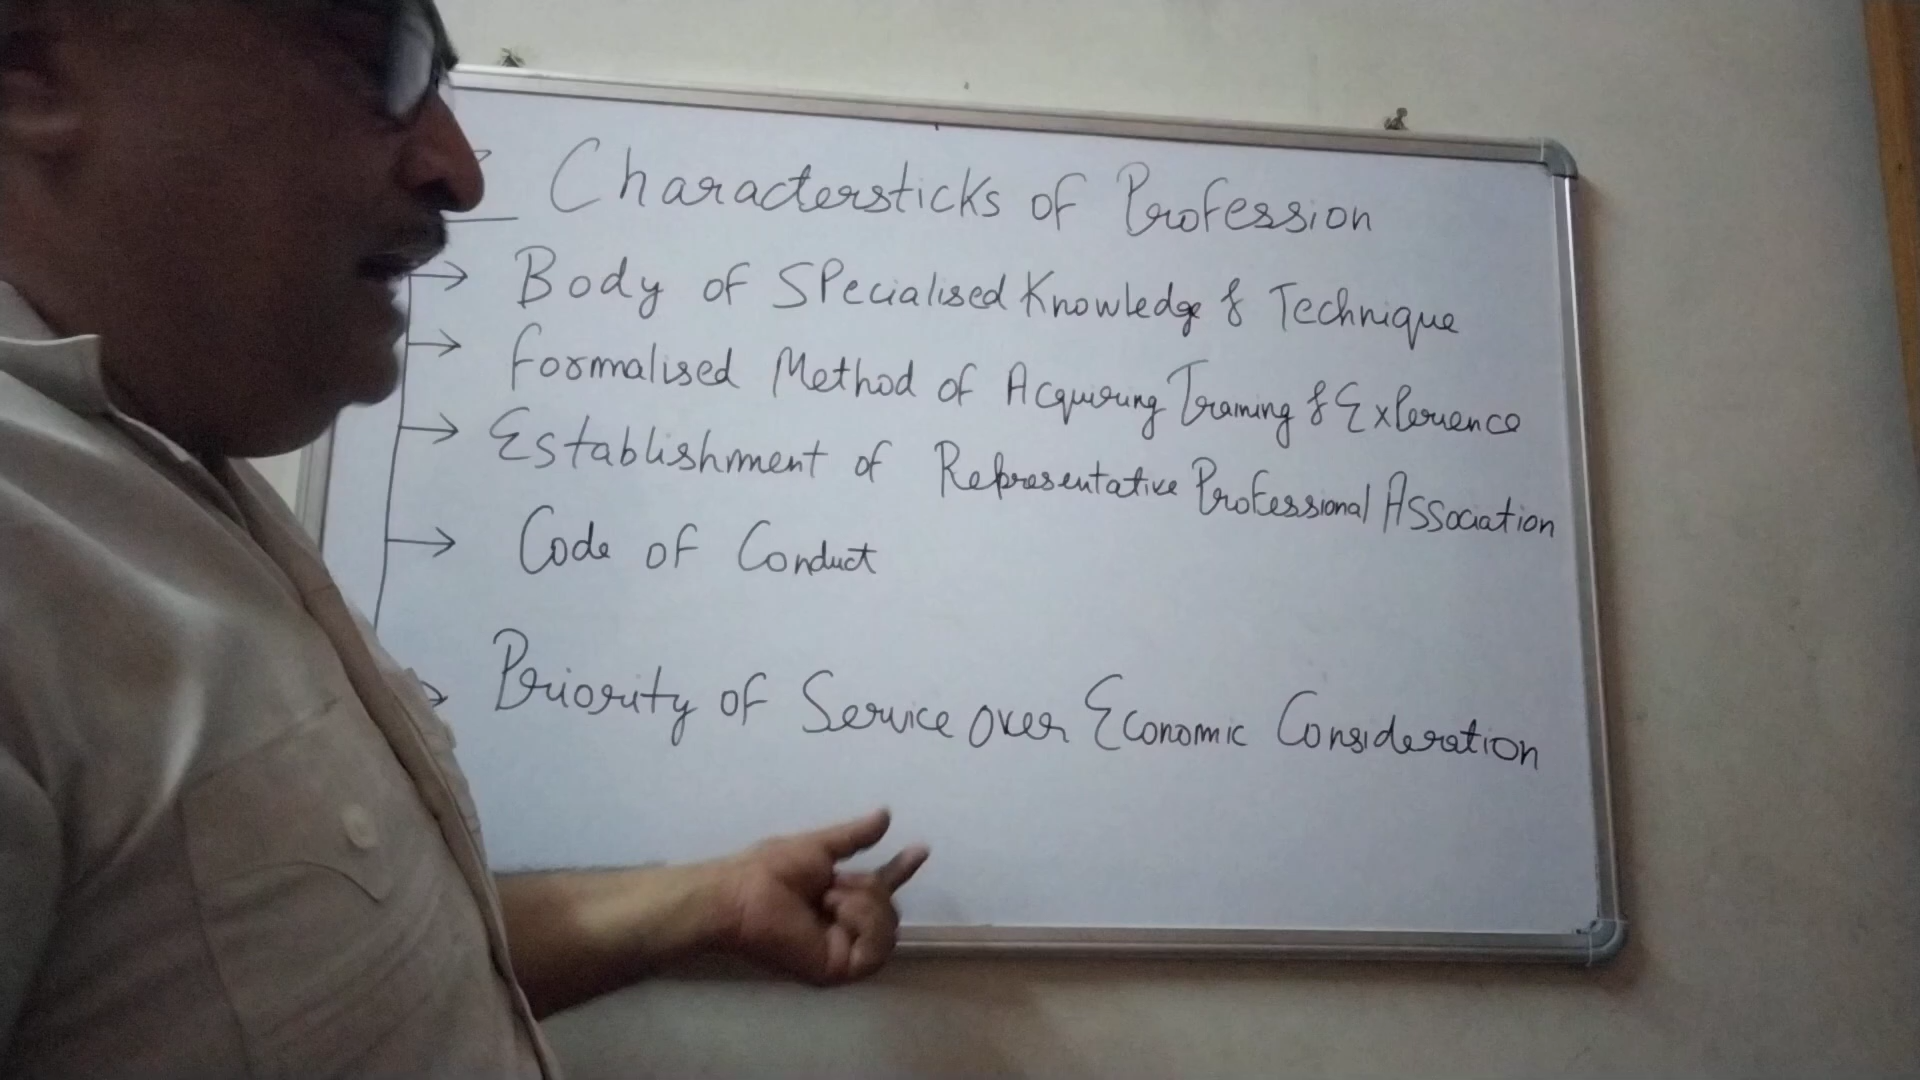 Charactersticks of Profession
→ Body of Specialised Knowledge & Technique
→ Formalised Method of Acquiring Training & Experience
→ Establishment of Representative Professional Association
→ Code of Conduct
→ Priority of Service over Economic Consideration